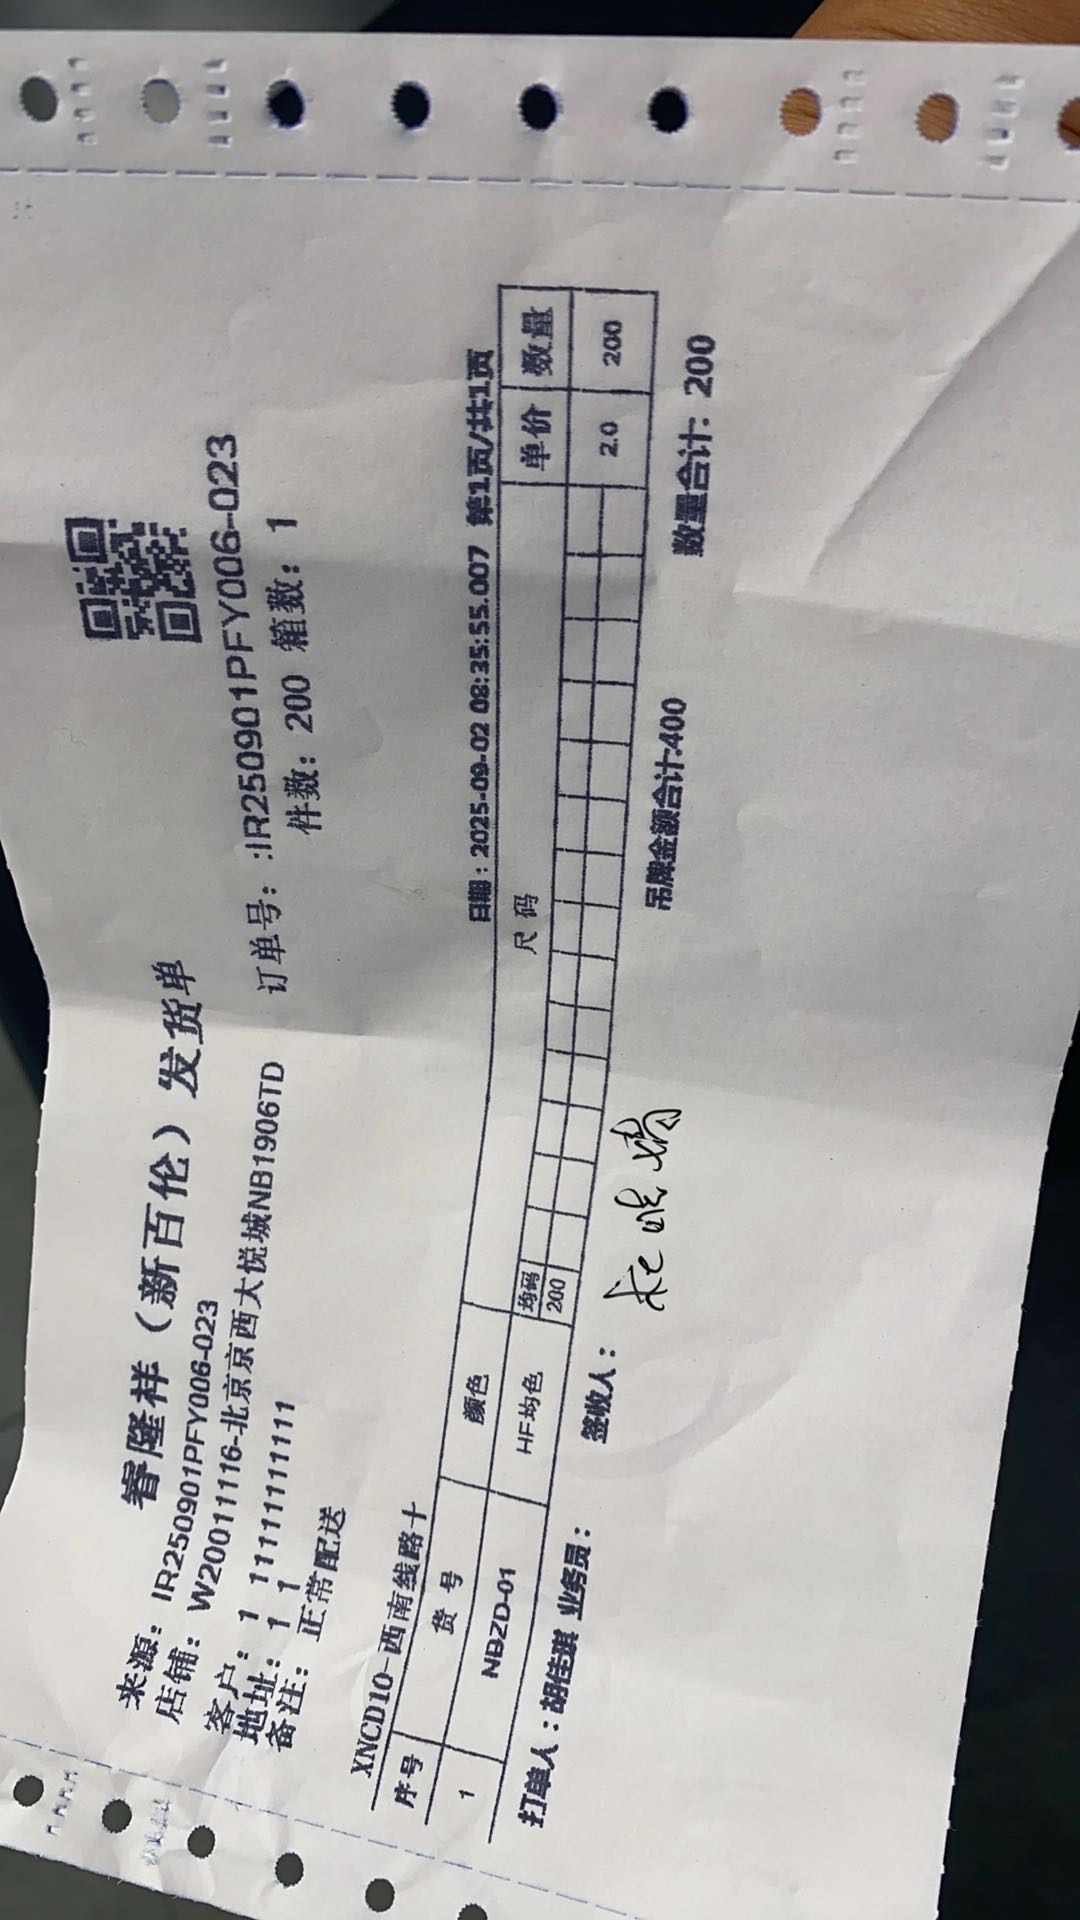 睿隆祥（新百伦）发货单
来源：IR250901PFY006-023
店铺：W20011116-北京京西大悦城NB1906TD
订单号：:IR250901PFY006-023
客户：1 11111111111
件数：200 箱数：1
地址：1 1
备注：正常配送
XNCD10-西南线路十
日期：2025-09-02 08:35:55.007 第1页/共1页
序号 货 号 颜色 尺 码 单价 数量
均码
1 NBZD-01 HF均色 200 2.0 200
打单人：胡佳琪 业务员： 签收人： 吊牌金额合计:400 数量合计：200